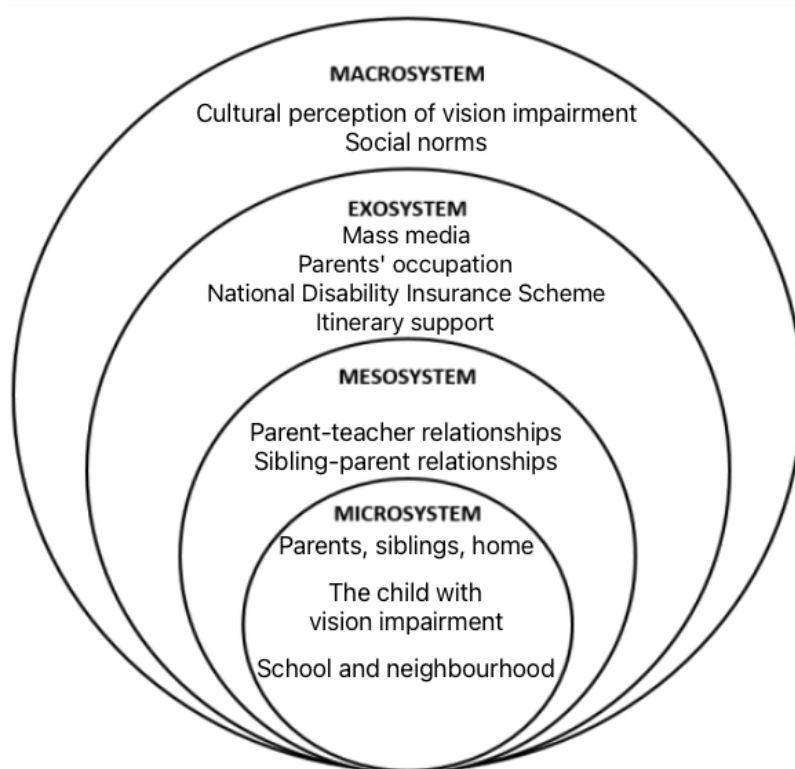 MACROSYSTEM
Cultural perception of vision impairment
Social norms
EXOSYSTEM
Mass media
Parents' occupation
National Disability Insurance Scheme
Itinerary support
MESOSYSTEM
Parent-teacher relationships
Sibling-parent relationships
MICROSYSTEM
Parents, siblings, home
The child with
vision impairment
School and neighbourhood